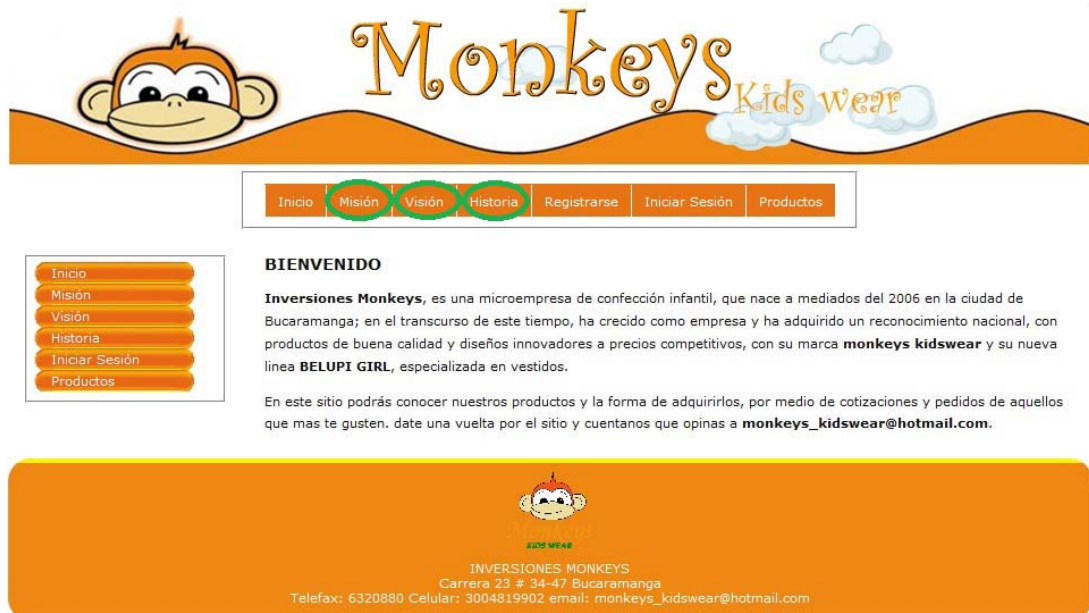 Monkeys
Kids wear
Inicio Misión Visión Historia Registrarse Iniciar Sesión Productos
Inicio
Misión
Visión
Historia
Iniciar Sesión
Productos
BIENVENIDO
Inversiones Monkeys, es una microempresa de confección infantil, que nace a mediados del 2006 en la ciudad de
Bucaramanga; en el transcurso de este tiempo, ha crecido como empresa y ha adquirido un reconocimiento nacional, con
productos de buena calidad y diseños innovadores a precios competitivos, con su marca monkeys kidswear y su nueva
linea BELUPI GIRL, especializada en vestidos.
En este sitio podrás conocer nuestros productos y la forma de adquirirlos, por medio de cotizaciones y pedidos de aquellos
que mas te gusten. date una vuelta por el sitio y cuentanos que opinas a monkeys_kidswear@hotmail.com.
Monkeys
KIDS WEAR
INVERSIONES MONKEYS
Carrera 23 # 34-47 Bucaramanga
Telefax: 6320880 Celular: 3004819902 email: monkeys_kidswear@hotmail.com